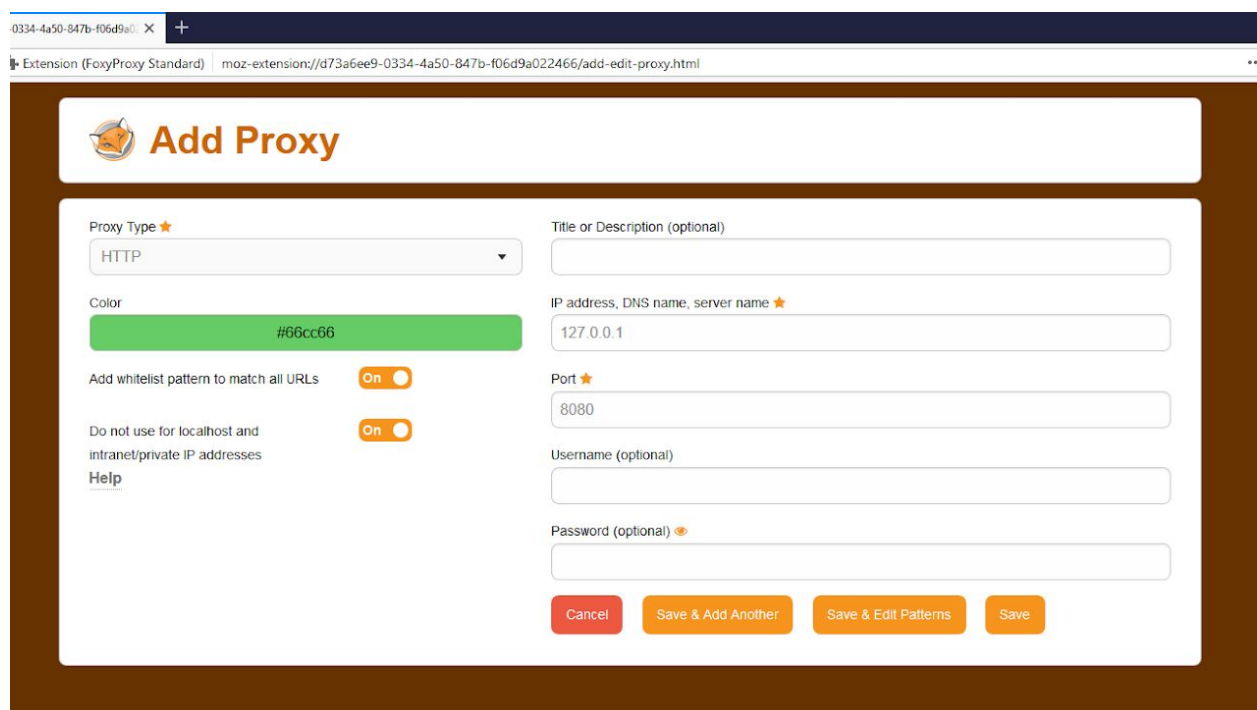 -0334-4a50-847b-f06d9a0
Extension (FoxyProxy Standard) moz-extension://d73a6ee9-0334-4a50-847b-f06d9a022466/add-edit-proxy.html
Add Proxy
Proxy Type
HTTP
Color
#66cc66
Add whitelist pattern to match all URLs On
Do not use for localhost and On
intranet/private IP addresses
Help
Title or Description (optional)
IP address, DNS name, server name
127.0.0.1
Port
8080
Username (optional)
Password (optional)
Cancel Save & Add Another Save & Edit Patterns Save